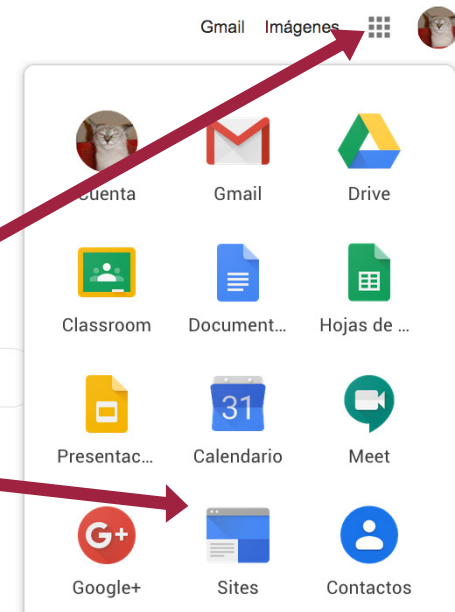 Gmail Imágenes
Cuenta Gmail Drive
Classroom Document... Hojas de ...
31
Presentac... Calendario Meet
G+
Google+ Sites Contactos